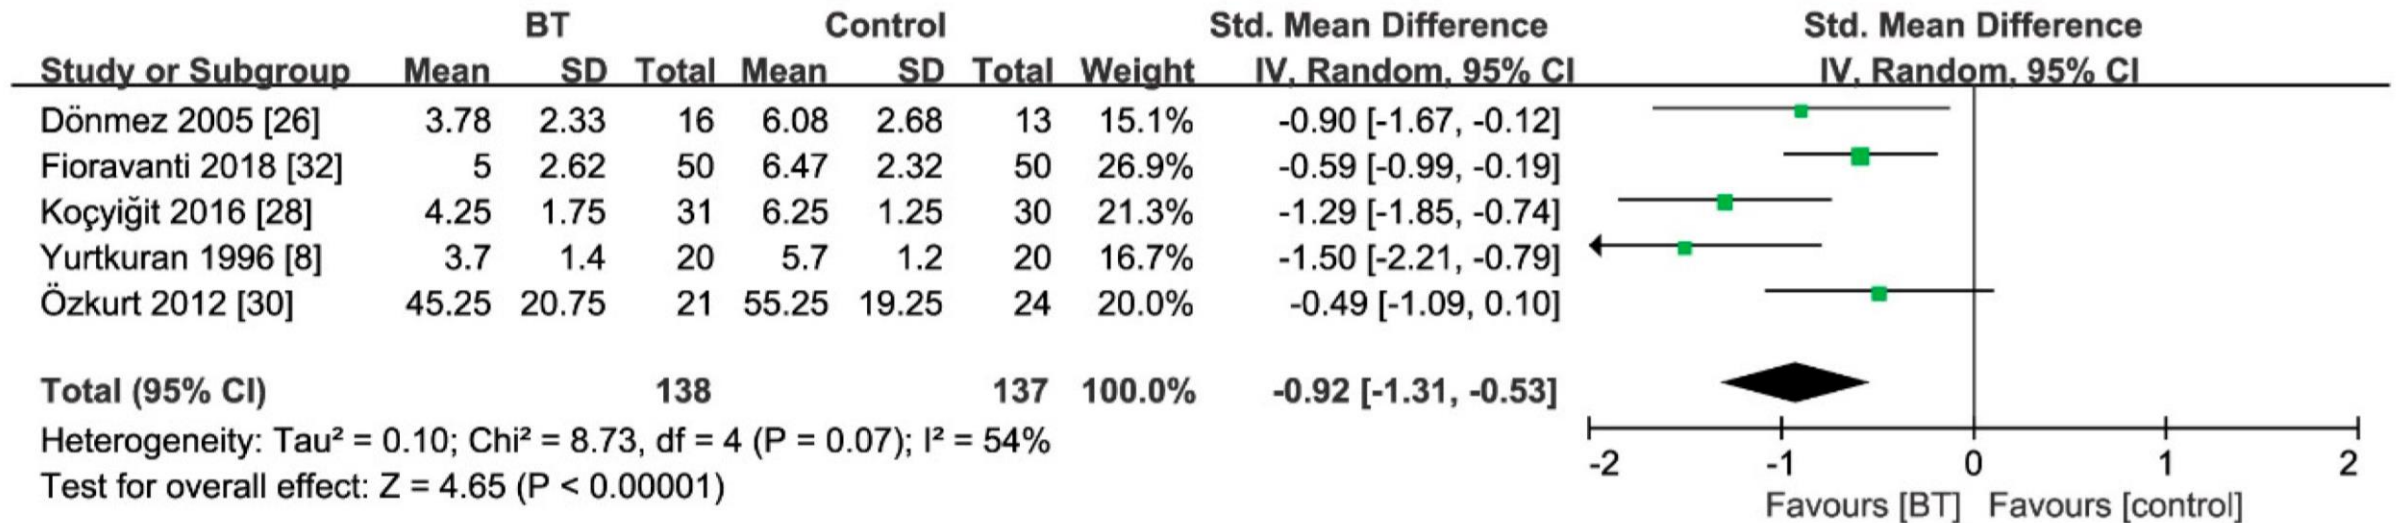 BT Control Std. Mean Difference Std. Mean Difference
Study or Subgroup Mean SD Total Mean SD Total Weight IV, Random, 95% CI IV, Random, 95% CI
Dönmez 2005 [26] 3.78 2.33 16 6.08 2.68 13 15.1% -0.90 [-1.67, -0.12]
Fioravanti 2018 [32] 5 2.62 50 6.47 2.32 50 26.9% -0.59 [-0.99, -0.19]
Koçyiğit 2016 [28] 4.25 1.75 31 6.25 1.25 30 21.3% -1.29 [-1.85, -0.74]
Yurtkuran 1996 [8] 3.7 1.4 20 5.7 1.2 20 16.7% -1.50 [-2.21, -0.79]
Özkurt 2012 [30] 45.25 20.75 21 55.25 19.25 24 20.0% -0.49 [-1.09, 0.10]
Total (95% CI) 138 137 100.0% -0.92 [-1.31, -0.53]
Heterogeneity: Tau² = 0.10; Chi² = 8.73, df = 4 (P = 0.07); I² = 54%
Test for overall effect: Z = 4.65 (P < 0.00001)
-2 -1 0 1 2
Favours [BT] Favours [control]